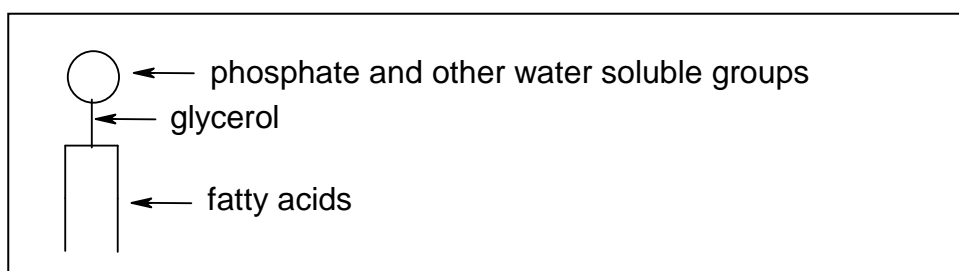 phosphate and other water soluble groups
glycerol
fatty acids